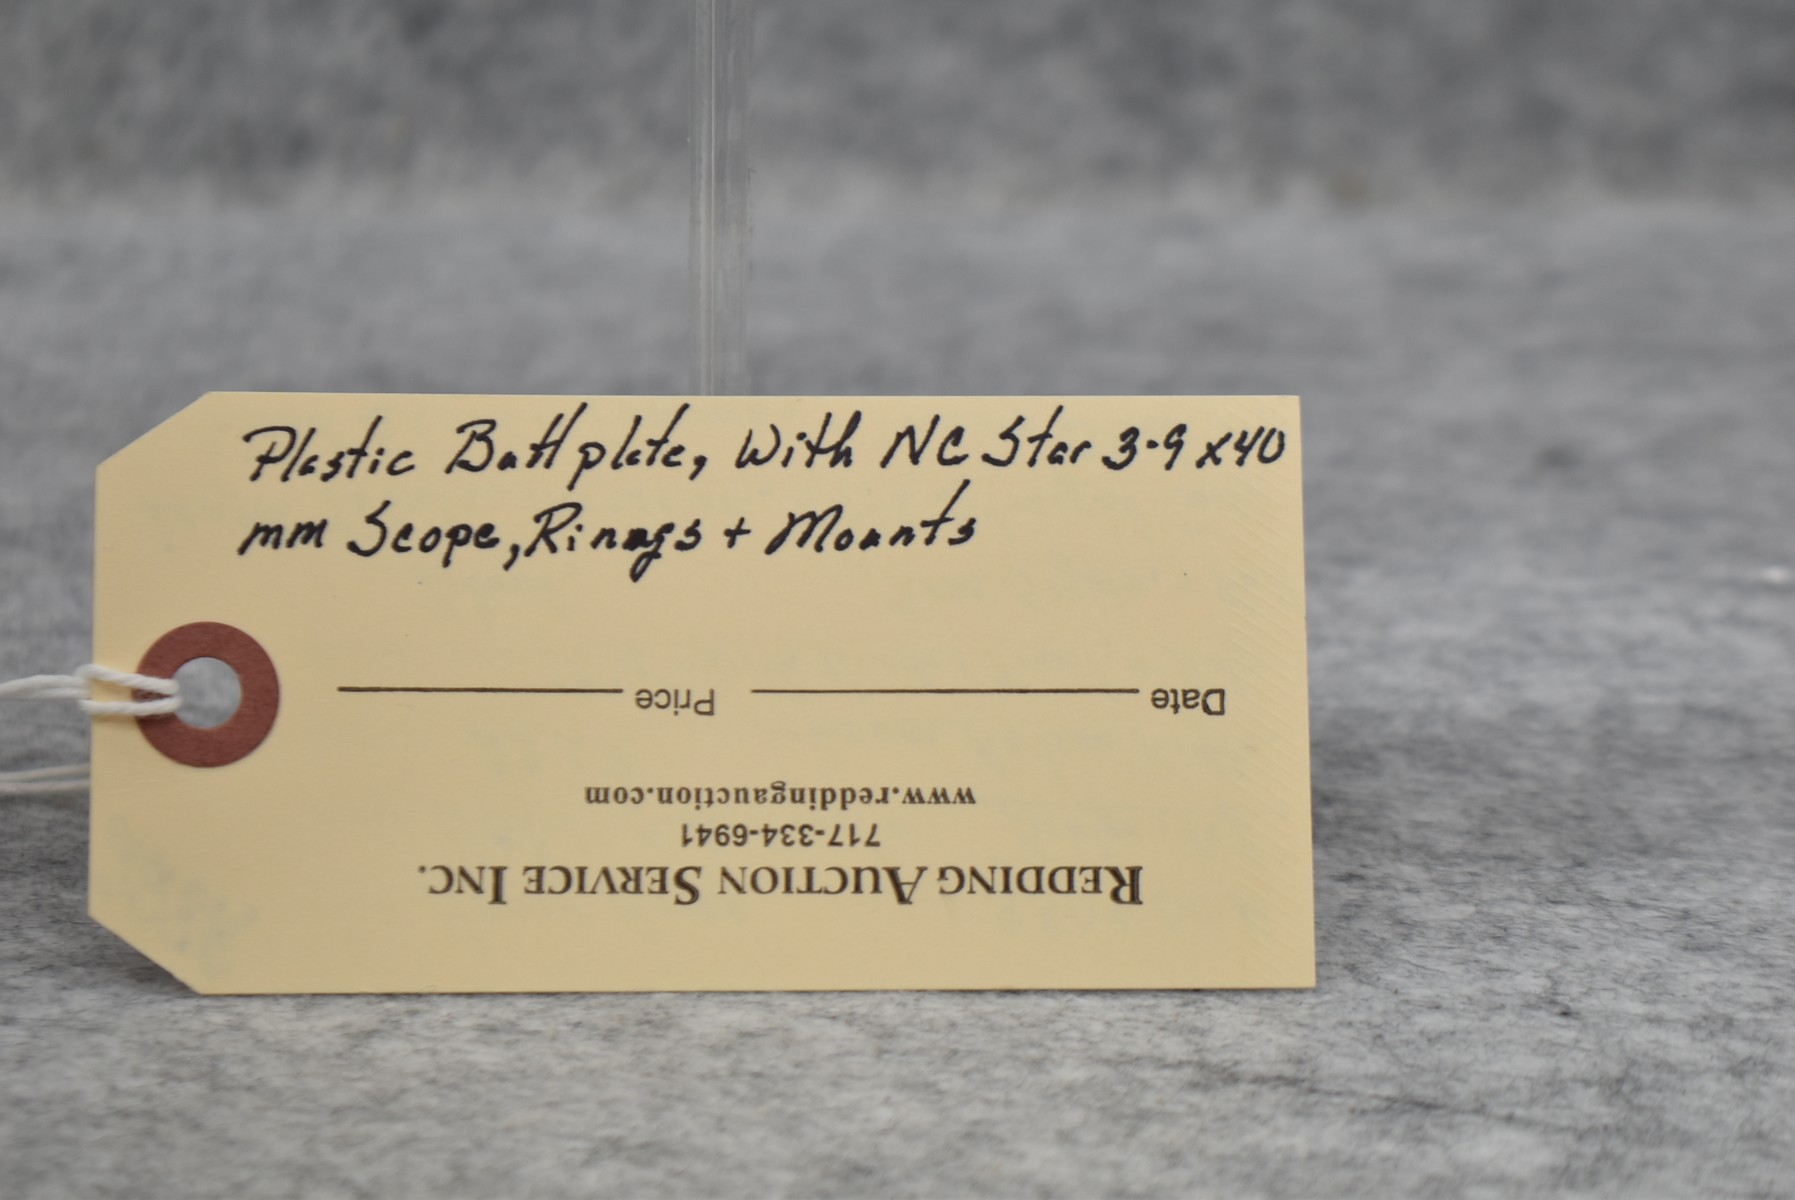 Plastic Buttplate, With NC Star 3-9 x40
mm Scope, Rings + Mounts
Date Price
www.reddingauction.com
717-334-6941
REDDING AUCTION SERVICE INC.